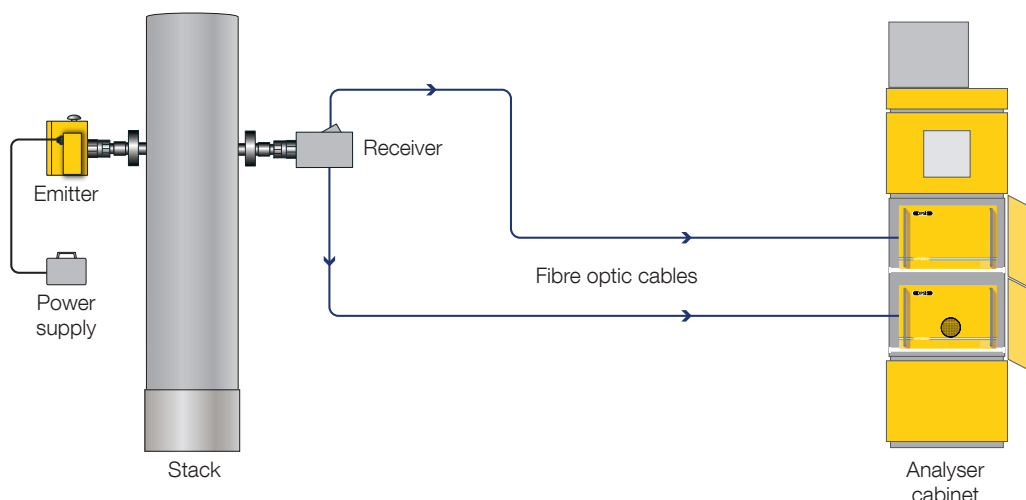 Receiver
Emitter
Fibre optic cables
Power
supply
Stack
Analyser
cabinet